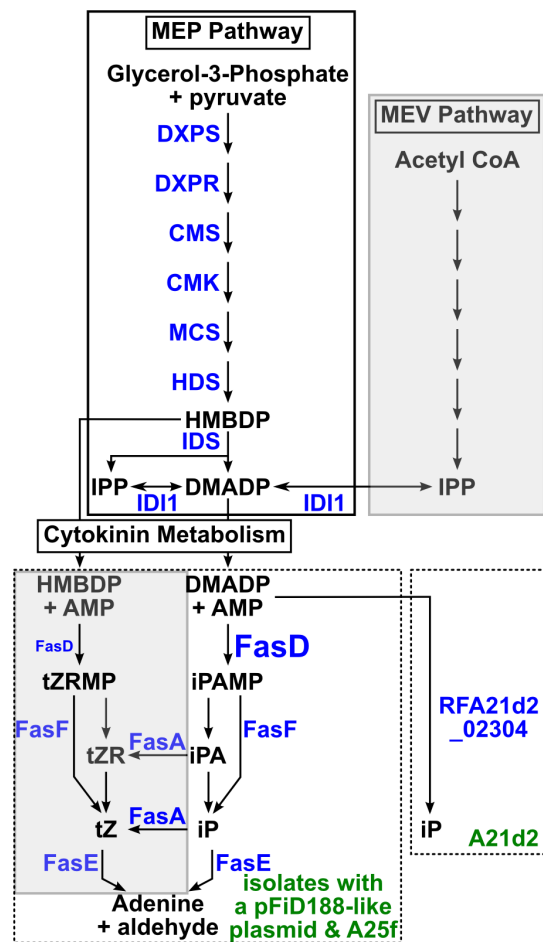 MEP Pathway
Glycerol-3-Phosphate
+ pyruvate
DXPS
DXPR
CMS
CMK
MCS
HDS
HMBDP
IDS
IPP
DMADP
IDI1
IDI1
MEV Pathway
Acetyl CoA
IPP
Cytokinin Metabolism
HMBDP
+ AMP
DMADP
+ AMP
FasD
FasD
tZRMP
iPAMP
FasF
FasF
tZR
FasA
iPA
tZ
FasA
iP
FasE
FasE
Adenine
+ aldehyde
isolates with
a pFiD188-like
plasmid & A25f
RFA21d2
_02304
iP
A21d2